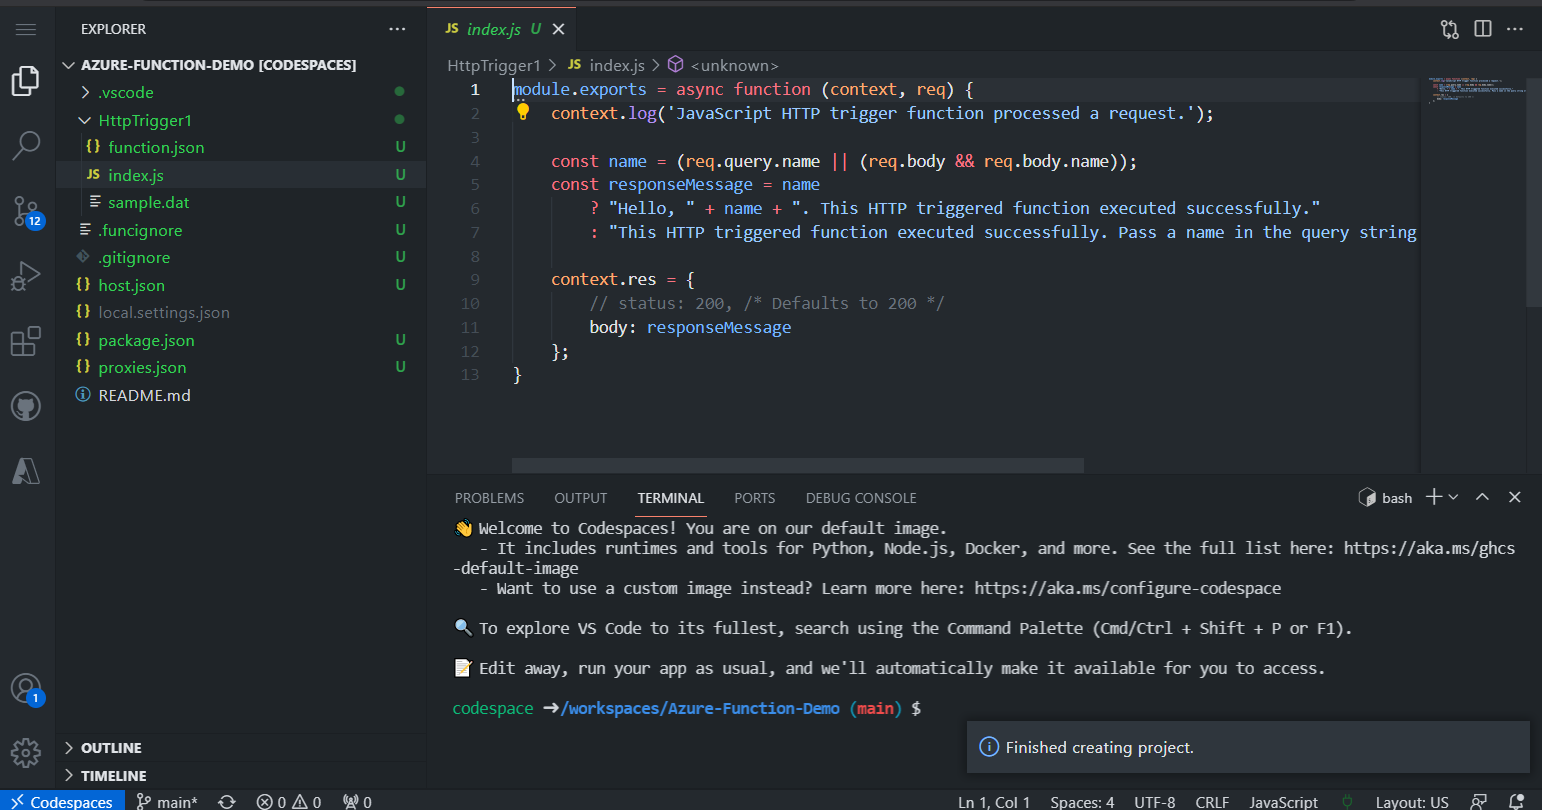 EXPLORER
AZURE-FUNCTION-DEMO [CODESPACES]
.vscode
HttpTrigger1
{} function.json U
JS index.js U
sample.dat U
.funcignore U
.gitignore U
{} host.json U
{} local.settings.json
{} package.json U
{} proxies.json U
README.md
OUTLINE
TIMELINE
12
1
JS index.js U
HttpTrigger1 > JS index.js > <unknown>
1 module.exports = async function (context, req) {
2 context.log('JavaScript HTTP trigger function processed a request.');
3
4 const name = (req.query.name || (req.body && req.body.name));
5 const responseMessage = name
6 ? "Hello, " + name + ". This HTTP triggered function executed successfully."
7 : "This HTTP triggered function executed successfully. Pass a name in the query string
8
9 context.res = {
10 // status: 200, /* Defaults to 200 */
11 body: responseMessage
12 };
13 }
PROBLEMS OUTPUT TERMINAL PORTS DEBUG CONSOLE bash
👋 Welcome to Codespaces! You are on our default image.
- It includes runtimes and tools for Python, Node.js, Docker, and more. See the full list here: https://aka.ms/ghcs
-default-image
- Want to use a custom image instead? Learn more here: https://aka.ms/configure-codespace
🔍 To explore VS Code to its fullest, search using the Command Palette (Cmd/Ctrl + Shift + P or F1).
📝 Edit away, run your app as usual, and we'll automatically make it available for you to access.
codespace ➜/workspaces/Azure-Function-Demo (main) $
Finished creating project.
Codespaces main* 0 0 0 Ln 1, Col 1 Spaces: 4 UTF-8 CRLF JavaScript Layout: US